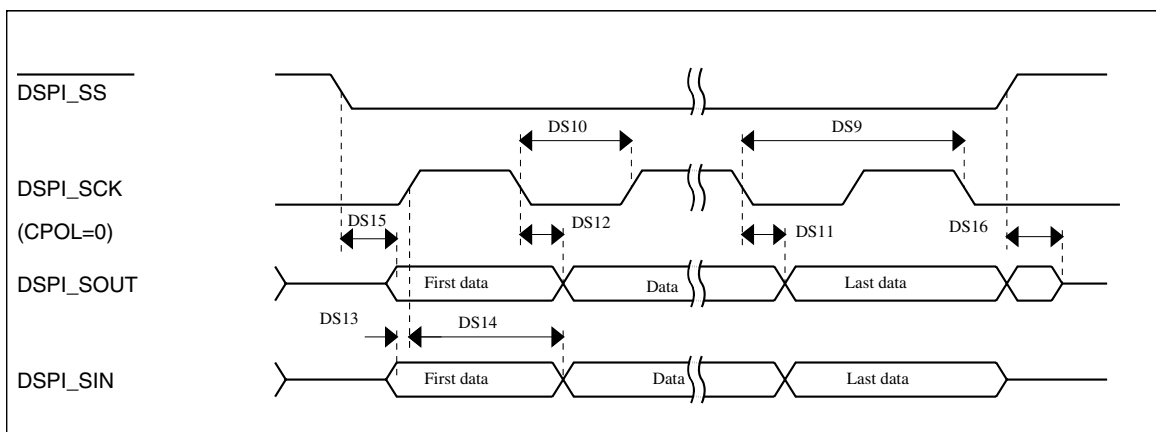 DSPI_SS
DS10
DS9
DSPI_SCK
(CPOL=0)
DS15
DS12
DS11
DS16
DSPI_SOUT
First data
Data
Last data
DS13
DS14
DSPI_SIN
First data
Data
Last data